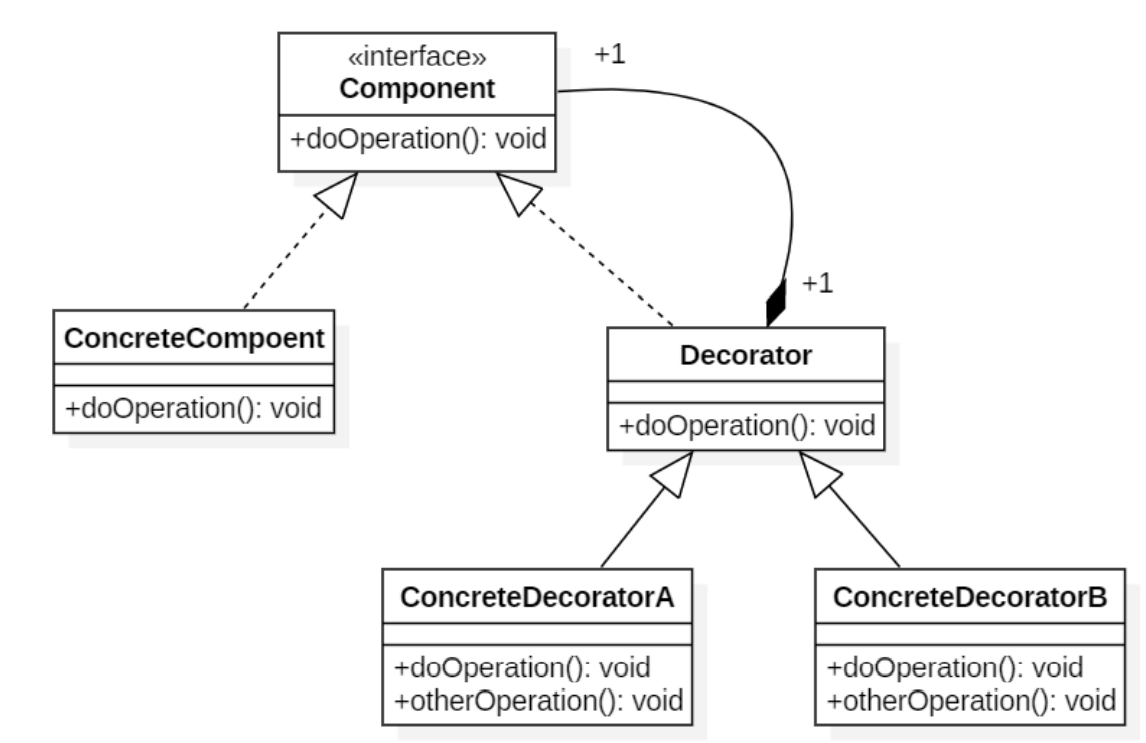 «interface»
Component
+doOperation(): void
+1
+1
ConcreteCompoent
+doOperation(): void
Decorator
+doOperation(): void
ConcreteDecoratorA
+doOperation(): void
+otherOperation(): void
ConcreteDecoratorB
+doOperation(): void
+otherOperation(): void